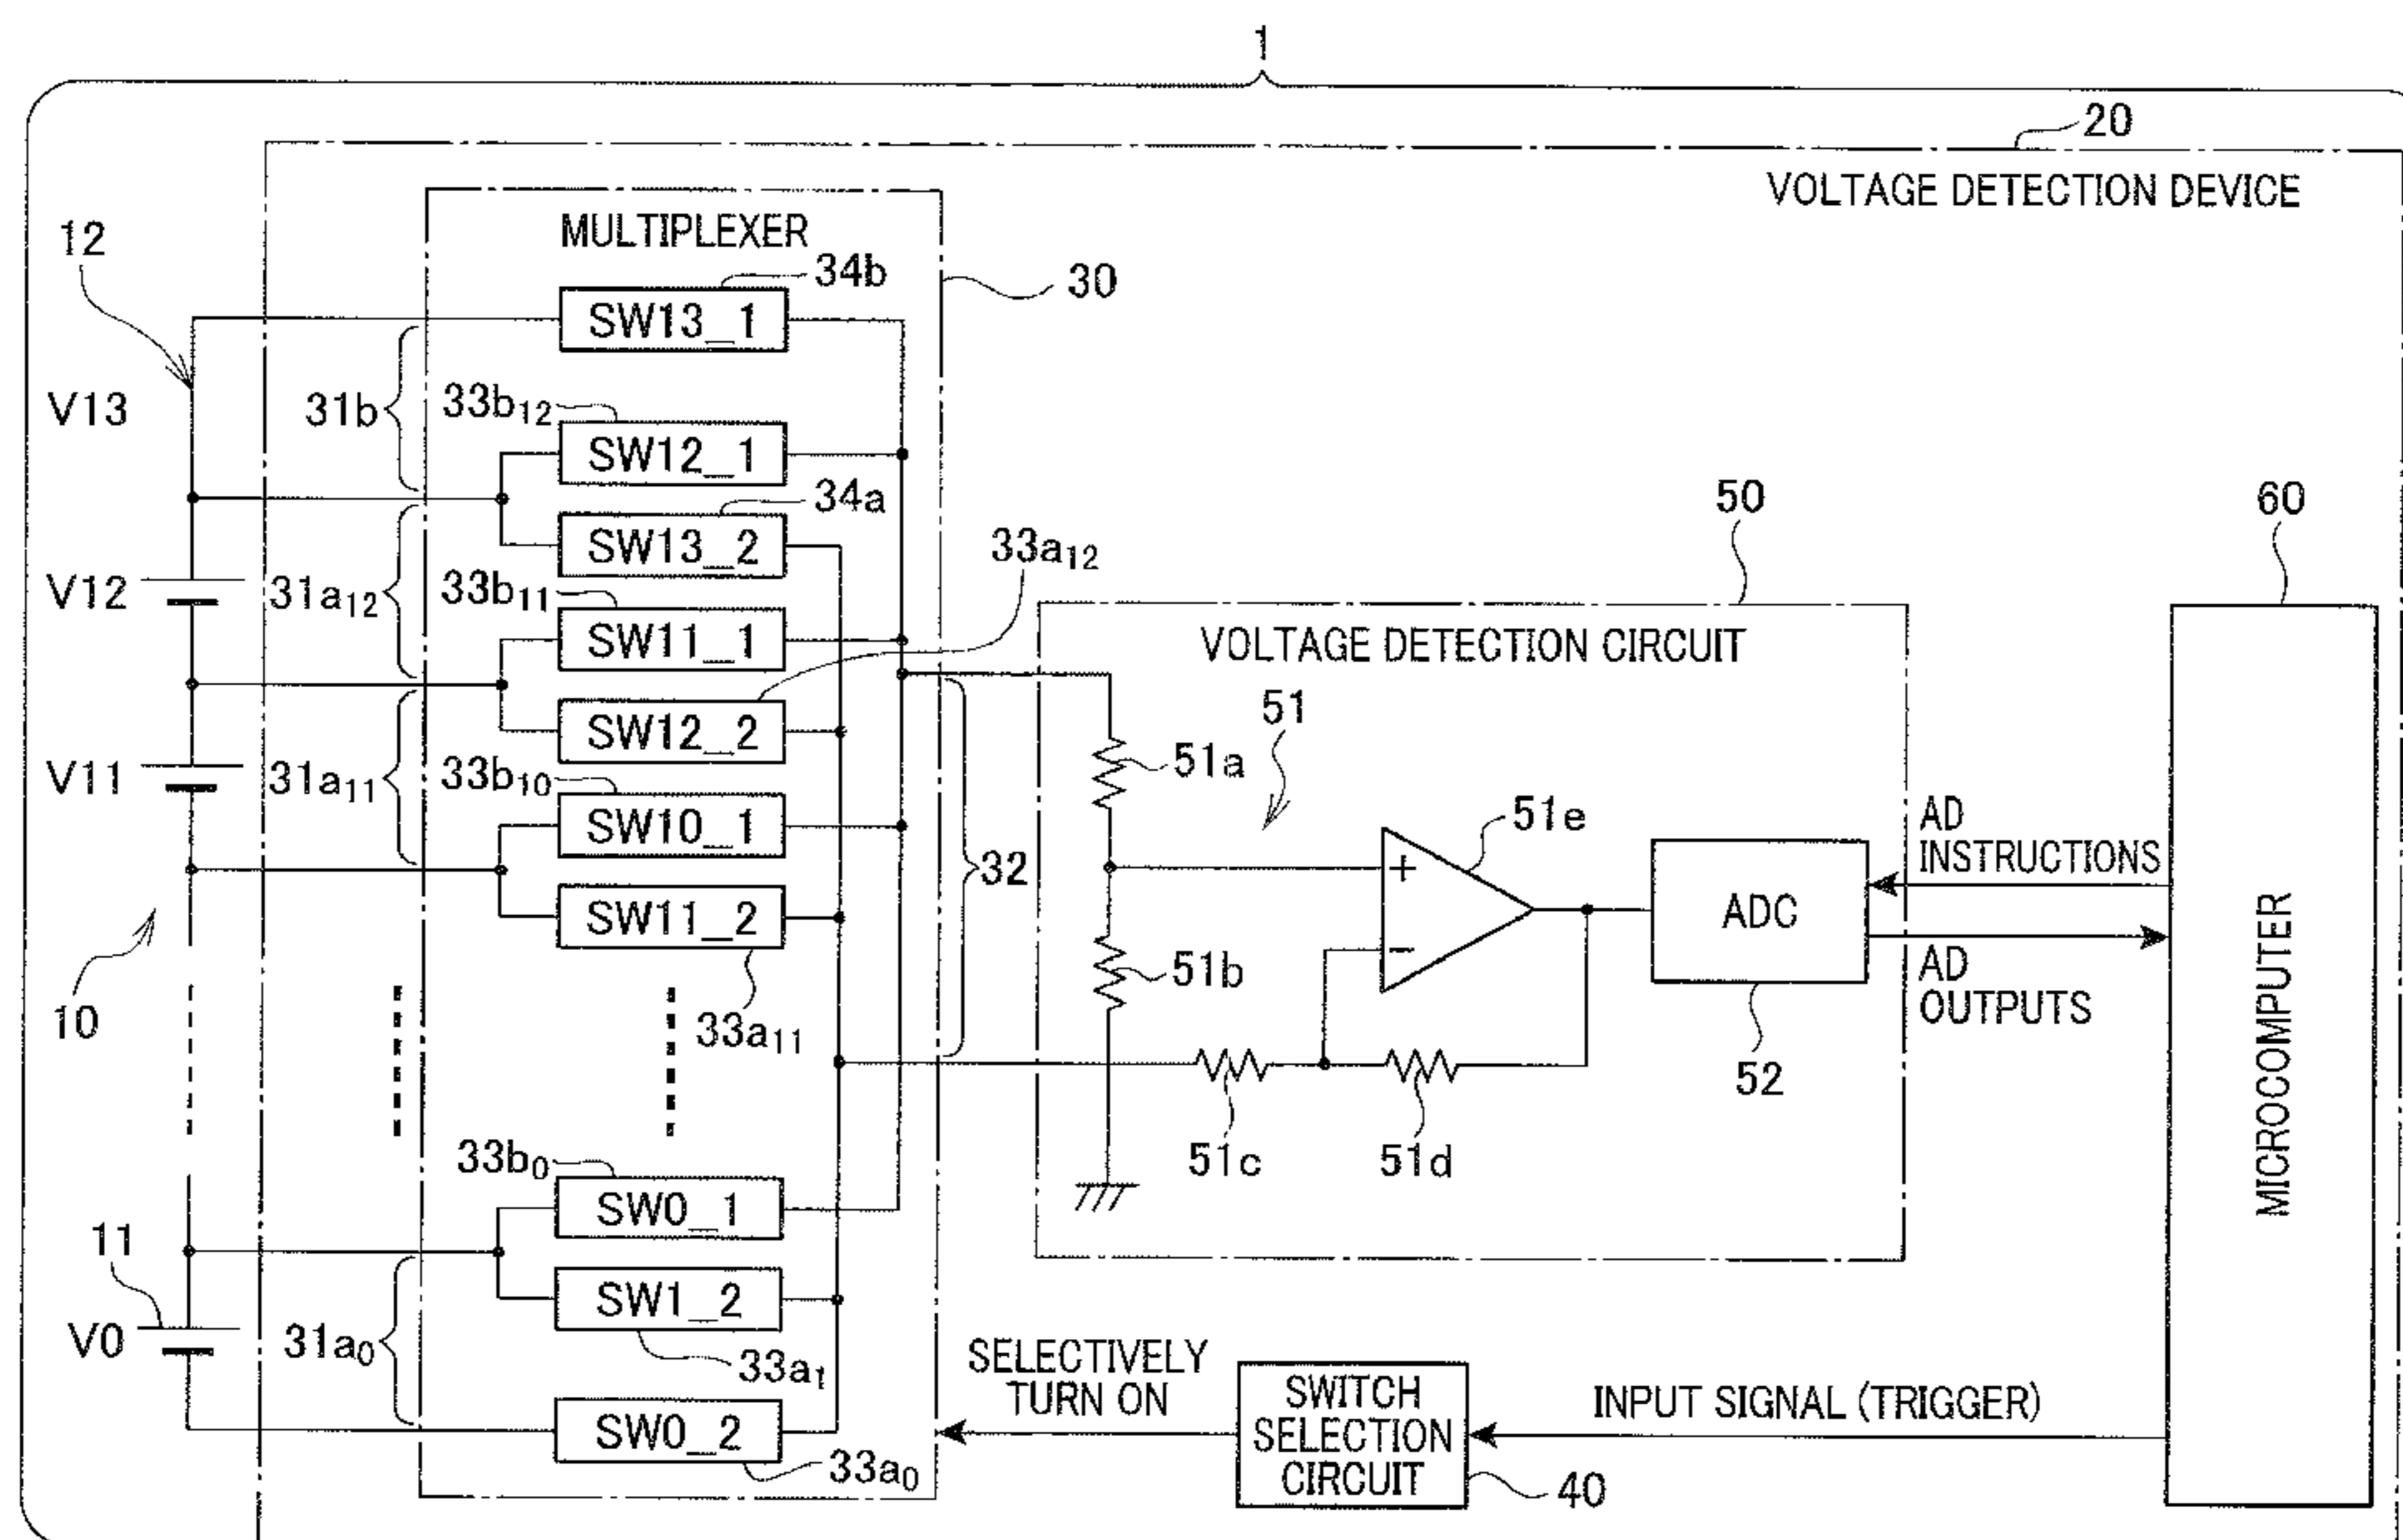 1
20
VOLTAGE DETECTION DEVICE
MULTIPLEXER
12
34b
30
SW13_1
V13
31b
33b12
SW12_1
34a
SW13_2
33a12
50
60
V12
31a12
33b11
SW11_1
VOLTAGE DETECTION CIRCUIT
SW12_2
51
51a
V11
31a11
33b10
SW10_1
32
51e
AD
INSTRUCTIONS
+
-
ADC
SW11_2
51b
AD
OUTPUTS
MICROCOMPUTER
10
33a11
52
51c
51d
33b0
SW0_1
11
V0
31a0
SW1_2
33a1
SELECTIVELY
TURN ON
SWITCH
SELECTION
CIRCUIT
INPUT SIGNAL (TRIGGER)
SW0_2
33a0
40